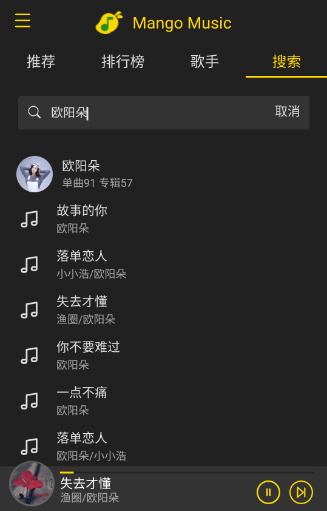 Mango Music
推荐 排行榜 歌手 搜索
欧阳朵 取消
欧阳朵
单曲91 专辑57
故事的你
欧阳朵
落单恋人
小小浩/欧阳朵
失去才懂
渔圈/欧阳朵
你不要难过
欧阳朵
一点不痛
欧阳朵
落单恋人
欧阳朵/小小浩
失去才懂
渔圈/欧阳朵